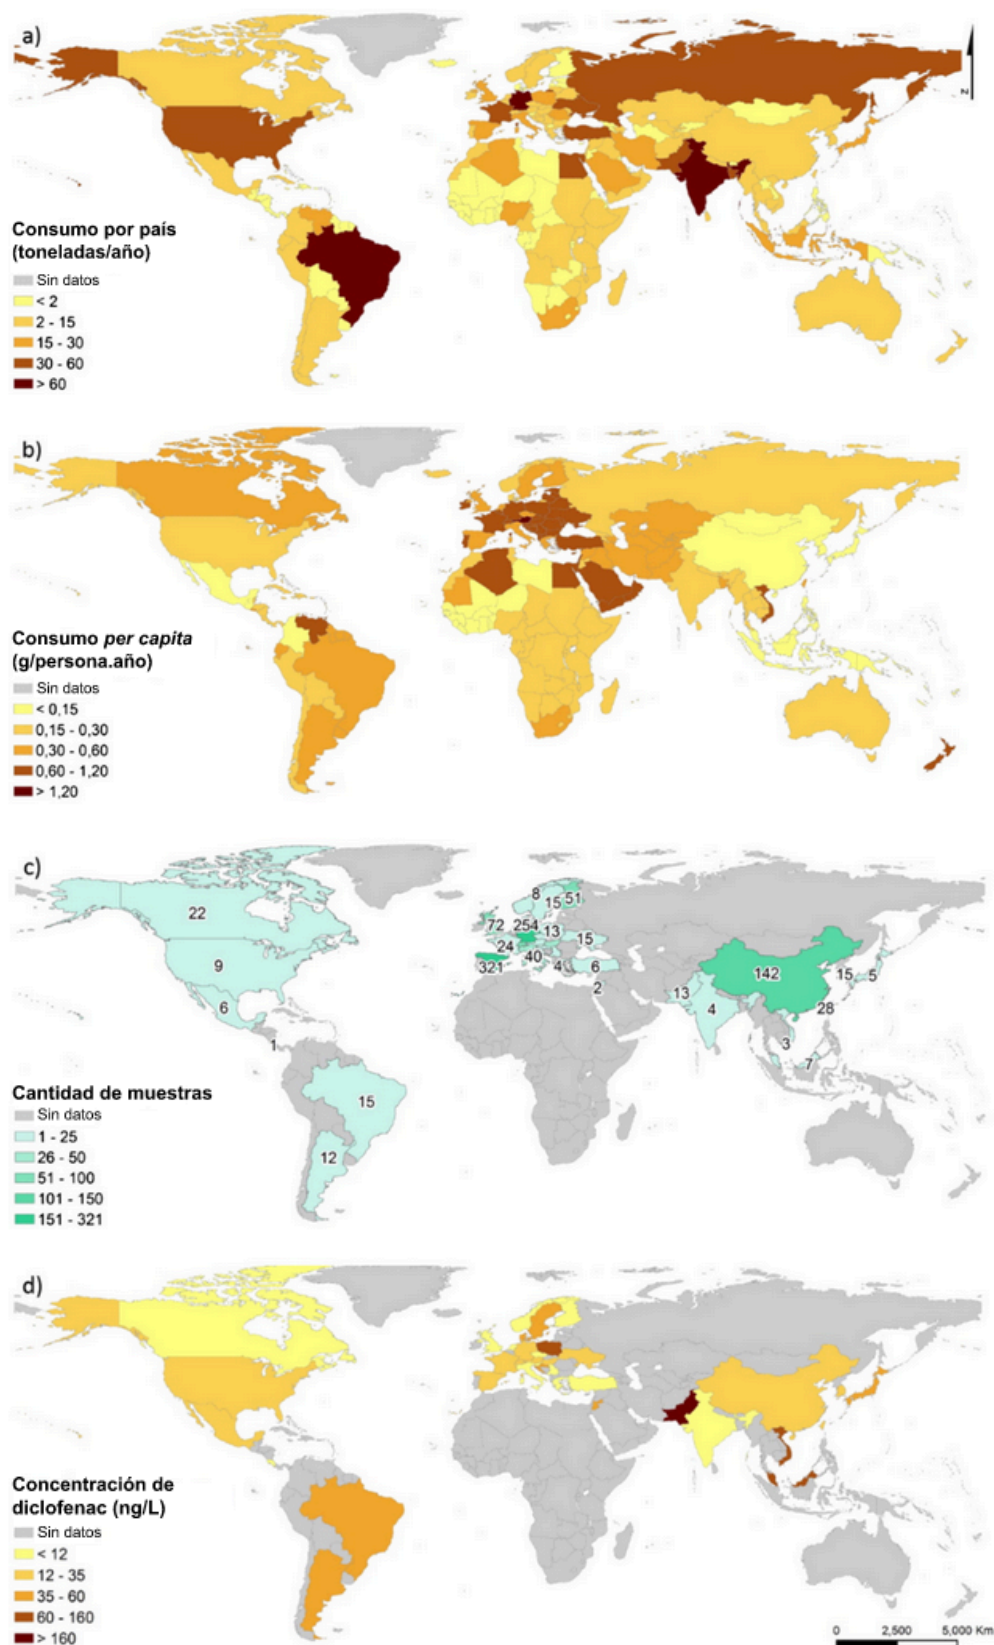 a)
N
Consumo por país
(toneladas/año)
Sin datos
< 2
2 - 15
15 - 30
30 - 60
> 60
b)
Consumo per capita
(g/persona.año)
Sin datos
< 0,15
0,15 - 0,30
0,30 - 0,60
0,60 - 1,20
> 1,20
c)
22
9
6
1
15
12
8
15
51
72
254
13
15
24
40
4
6
321
2
13
4
142
15
5
28
3
7
Cantidad de muestras
Sin datos
1 - 25
26 - 50
51 - 100
101 - 150
151 - 321
d)
Concentración de
diclofenac (ng/L)
Sin datos
< 12
12 - 35
35 - 60
60 - 160
> 160
0 2,500 5,000 Km